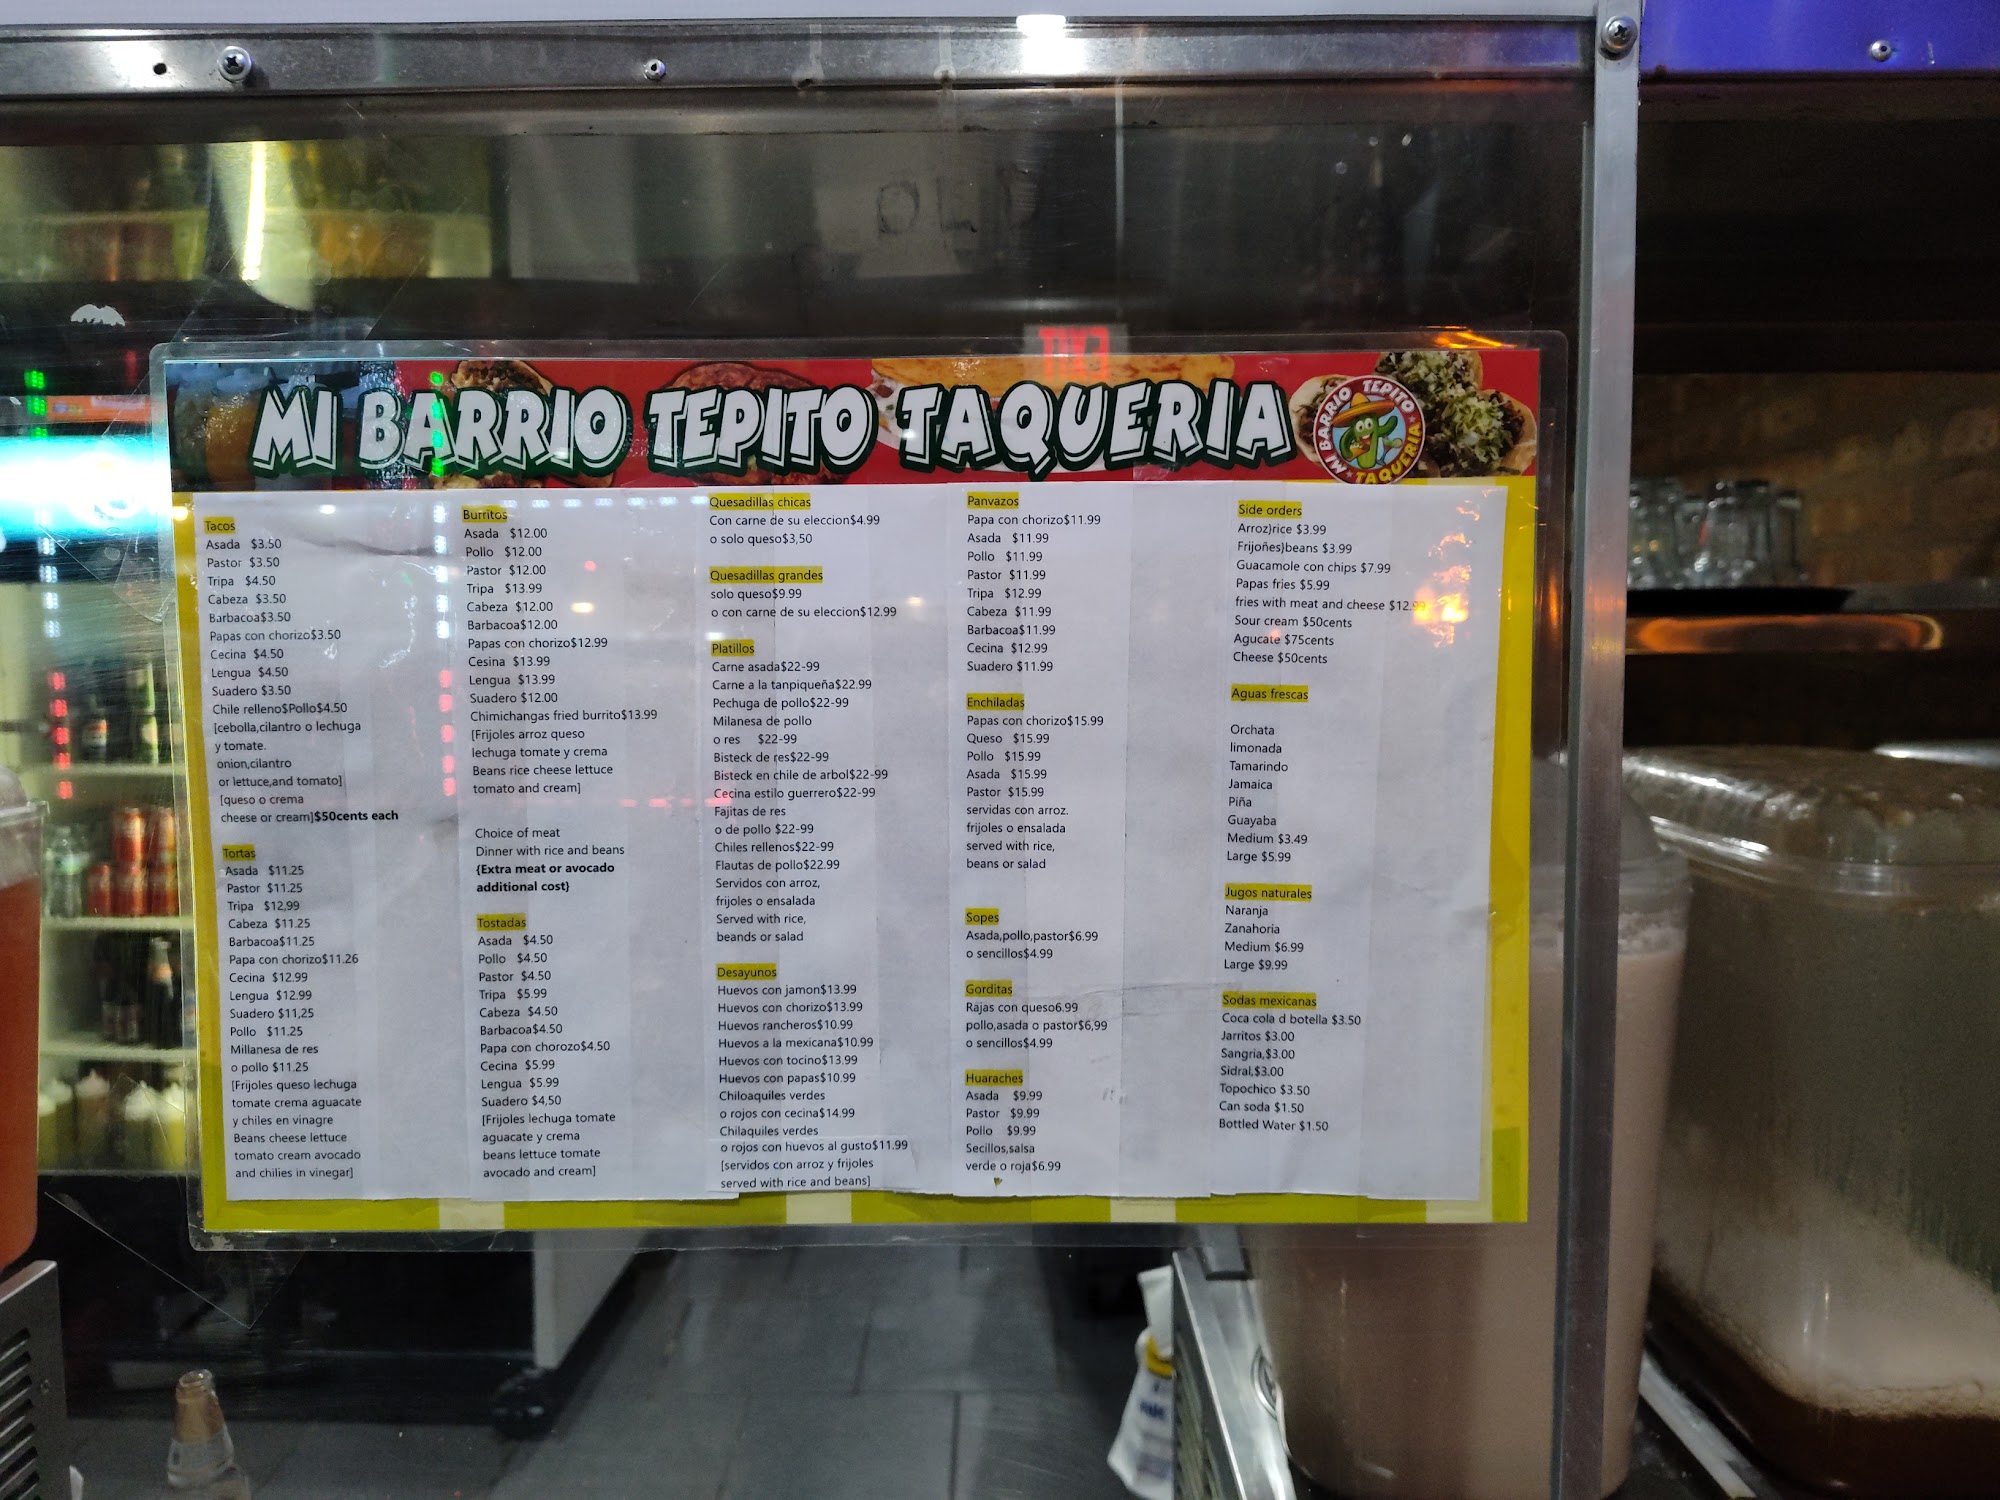 MI BARRIO TEPITO TAQUERIA
MI BARRIO TEPITO TAQUERIA
Tacos
Asada $3.50
Pastor $3.50
Tripa $4.50
Cabeza $3.50
Barbacoa$3.50
Papas con chorizo$3.50
Cecina $4.50
Lengua $4.50
Suadero $3.50
Chile relleno$Pollo$4.50
[cebolla,cilantro o lechuga
y tomate.
onion,cilantro
or lettuce,and tomato]
[queso o crema
cheese or cream]$50cents each
Tortas
Asada $11.25
Pastor $11.25
Tripa $12,99
Cabeza $11.25
Barbacoa$11.25
Papa con chorizo$11.26
Cecina $12.99
Lengua $12.99
Suadero $11,25
Pollo $11.25
Millanesa de res
o pollo $11.25
[Frijoles queso lechuga
tomate crema aguacate
y chiles en vinagre
Beans cheese lettuce
tomato cream avocado
and chilies in vinegar]
Burritos
Asada $12.00
Pollo $12.00
Pastor $12.00
Tripa $13.99
Cabeza $12.00
Barbacoa$12.00
Papas con chorizo$12.99
Cesina $13.99
Lengua $13.99
Suadero $12.00
Chimichangas fried burrito$13.99
[Frijoles arroz queso
lechuga tomate y crema
Beans rice cheese lettuce
tomato and cream]
Choice of meat
Dinner with rice and beans
{Extra meat or avocado
additional cost}
Tostadas
Asada $4.50
Pollo $4.50
Pastor $4.50
Tripa $5.99
Cabeza $4.50
Barbacoa$4.50
Papa con chorozo$4.50
Cecina $5.99
Lengua $5.99
Suadero $4,50
[Frijoles lechuga tomate
aguacate y crema
beans lettuce tomate
avocado and cream]
Quesadillas chicas
Con carne de su eleccion$4.99
o solo queso$3,50
Quesadillas grandes
solo queso$9.99
o con carne de su eleccion$12.99
Platillos
Carne asada$22-99
Carne a la tanpiqueña$22.99
Pechuga de pollo$22-99
Milanesa de pollo
o res $22-99
Bisteck de res$22-99
Bisteck en chile de arbol$22-99
Cecina estilo guerrero$22-99
Fajitas de res
o de pollo $22-99
Chiles rellenos$22-99
Flautas de pollo$22.99
Servidos con arroz,
frijoles o ensalada
Served with rice,
beands or salad
Desayunos
Huevos con jamon$13.99
Huevos con chorizo$13.99
Huevos rancheros$10.99
Huevos a la mexicana$10.99
Huevos con tocino$13.99
Huevos con papas$10.99
Chiloaquiles verdes
o rojos con cecina$14.99
Chilaquiles verdes
o rojos con huevos al gusto$11.99
[servidos con arroz y frijoles
served with rice and beans]
Panvazos
Papa con chorizo$11.99
Asada $11.99
Pollo $11.99
Pastor $11.99
Tripa $12.99
Cabeza $11.99
Barbacoa$11.99
Cecina $12.99
Suadero $11.99
Enchiladas
Papas con chorizo$15.99
Queso $15.99
Pollo $15.99
Asada $15.99
Pastor $15.99
servidas con arroz.
frijoles o ensalada
served with rice,
beans or salad
Sopes
Asada,pollo,pastor$6.99
o sencillos$4.99
Gorditas
Rajas con queso6.99
pollo,asada o pastor$6,99
o sencillos$4.99
Huaraches
Asada $9.99
Pastor $9.99
Pollo $9.99
Secillos,salsa
verde o roja$6.99
Side orders
Arroz)rice $3.99
Frijoñes)beans $3.99
Guacamole con chips $7.99
Papas fries $5.99
fries with meat and cheese $12.99
Sour cream $50cents
Agucate $75cents
Cheese $50cents
Aguas frescas
Orchata
limonada
Tamarindo
Jamaica
Piña
Guayaba
Medium $3.49
Large $5.99
Jugos naturales
Naranja
Zanahoria
Medium $6.99
Large $9.99
Sodas mexicanas
Coca cola d botella $3.50
Jarritos $3.00
Sangria,$3.00
Sidral,$3.00
Topochico $3.50
Can soda $1.50
Bottled Water $1.50
EXIT